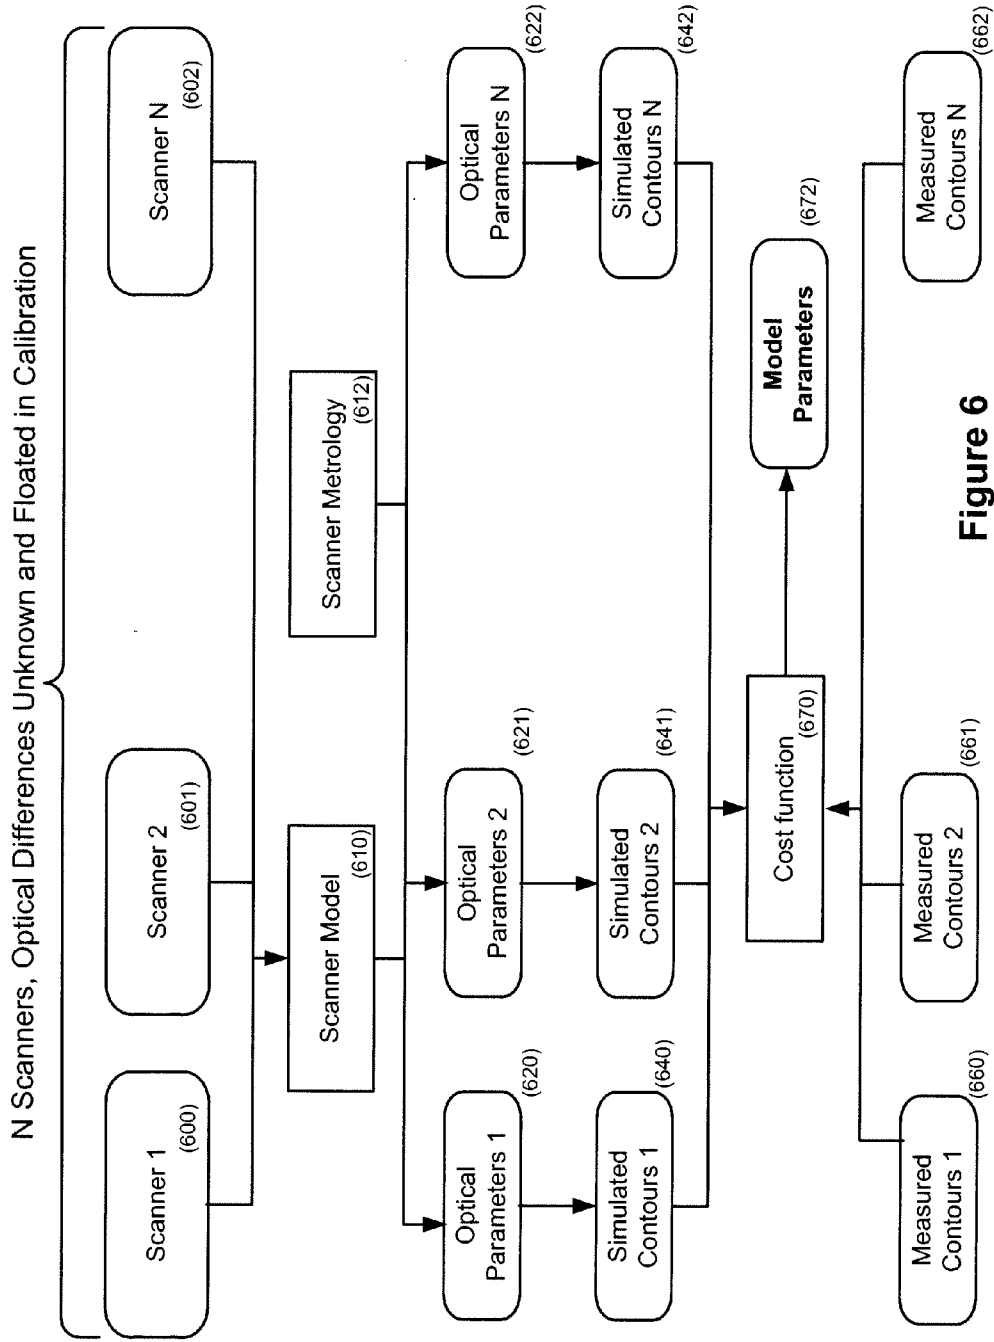 N Scanners, Optical Differences Unknown and Floated in Calibration
Scanner 1
(600)
Scanner 2
(601)
Scanner N
(602)
Scanner Model
(610)
Scanner Metrology
(612)
Optical
Parameters 1
(620)
Optical
Parameters 2
(621)
Optical
Parameters N
(622)
Simulated
Contours 1
(640)
Simulated
Contours 2
(641)
Simulated
Contours N
(642)
Cost function
(670)
Model
Parameters
(672)
Measured
Contours 1
(660)
Measured
Contours 2
(661)
Measured
Contours N
(662)
Figure 6